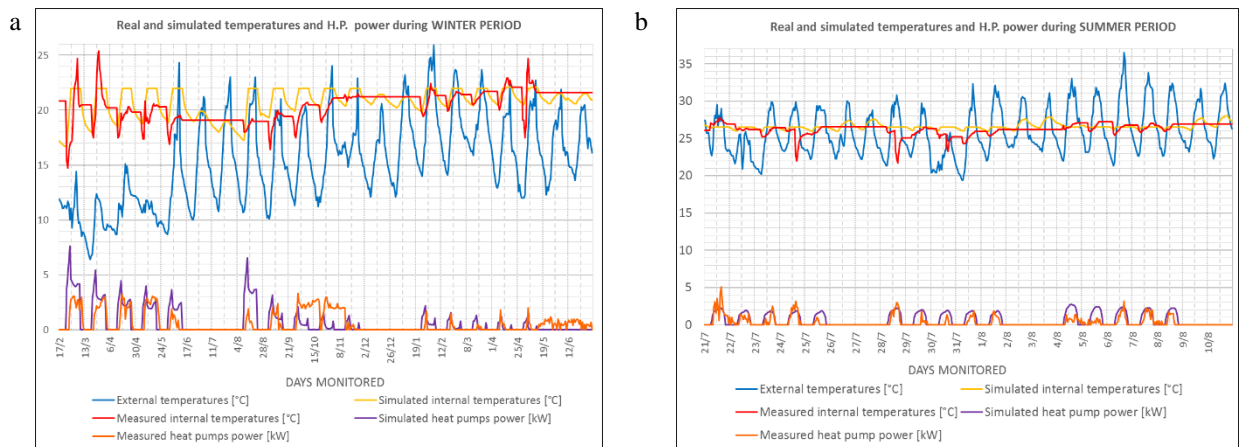 a
Real and simulated temperatures and H.P. power during WINTER PERIOD
25
20
15
10
5
0
17/2 13/3 6/4 30/4 24/5 17/6 11/7 4/8 28/8 21/9 15/10 8/11 2/12 26/12 19/1 12/2 8/3 1/4 25/4 19/5 12/6
DAYS MONITORED
External temperatures [°C] Simulated internal temperatures [°C]
Measured internal temperatures [°C] Simulated heat pumps power [kW]
Measured heat pumps power [kW]
b
Real and simulated temperatures and H.P. power during SUMMER PERIOD
35
30
25
20
15
10
5
0
21/7 22/7 23/7 24/7 25/7 26/7 27/7 28/7 29/7 30/7 31/7 1/8 2/8 3/8 4/8 5/8 6/8 7/8 8/8 9/8 10/8
DAYS MONITORED
External temperatures [°C] Simulated internal temperatures [°C]
Measured internal temperatures [°C] Simulated heat pump power [kW]
Measured heat pump power [kW]